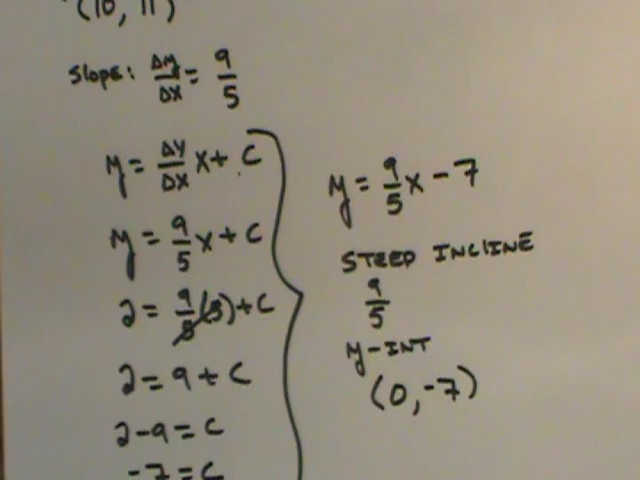 (10, 11)
Slope: Δy/Δx = 9/5
y = Δy/Δx x + C
y = 9/5 x + C
2 = 9/5 (5) + C
2 = 9 + C
2 - 9 = C
-7 = C
y = 9/5 x - 7
STEEP INCLINE
9/5
y-INT
(0, -7)